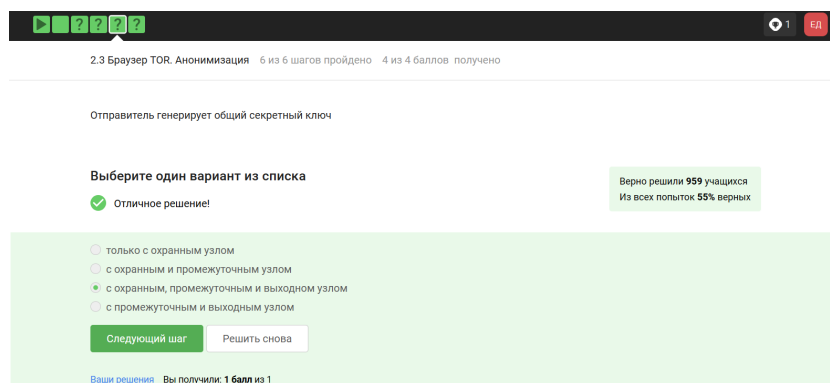 ? ? ? ?
1
ЕД
2.3 Браузер TOR. Анонимизация 6 из 6 шагов пройдено 4 из 4 баллов получено
Отправитель генерирует общий секретный ключ
Выберите один вариант из списка
Отличное решение!
Верно решили 959 учащихся
Из всех попыток 55% верных
только с охранным узлом
с охранным и промежуточным узлом
с охранным, промежуточным и выходном узлом
с промежуточным и выходным узлом
Следующий шаг Решить снова
Ваши решения Вы получили: 1 балл из 1